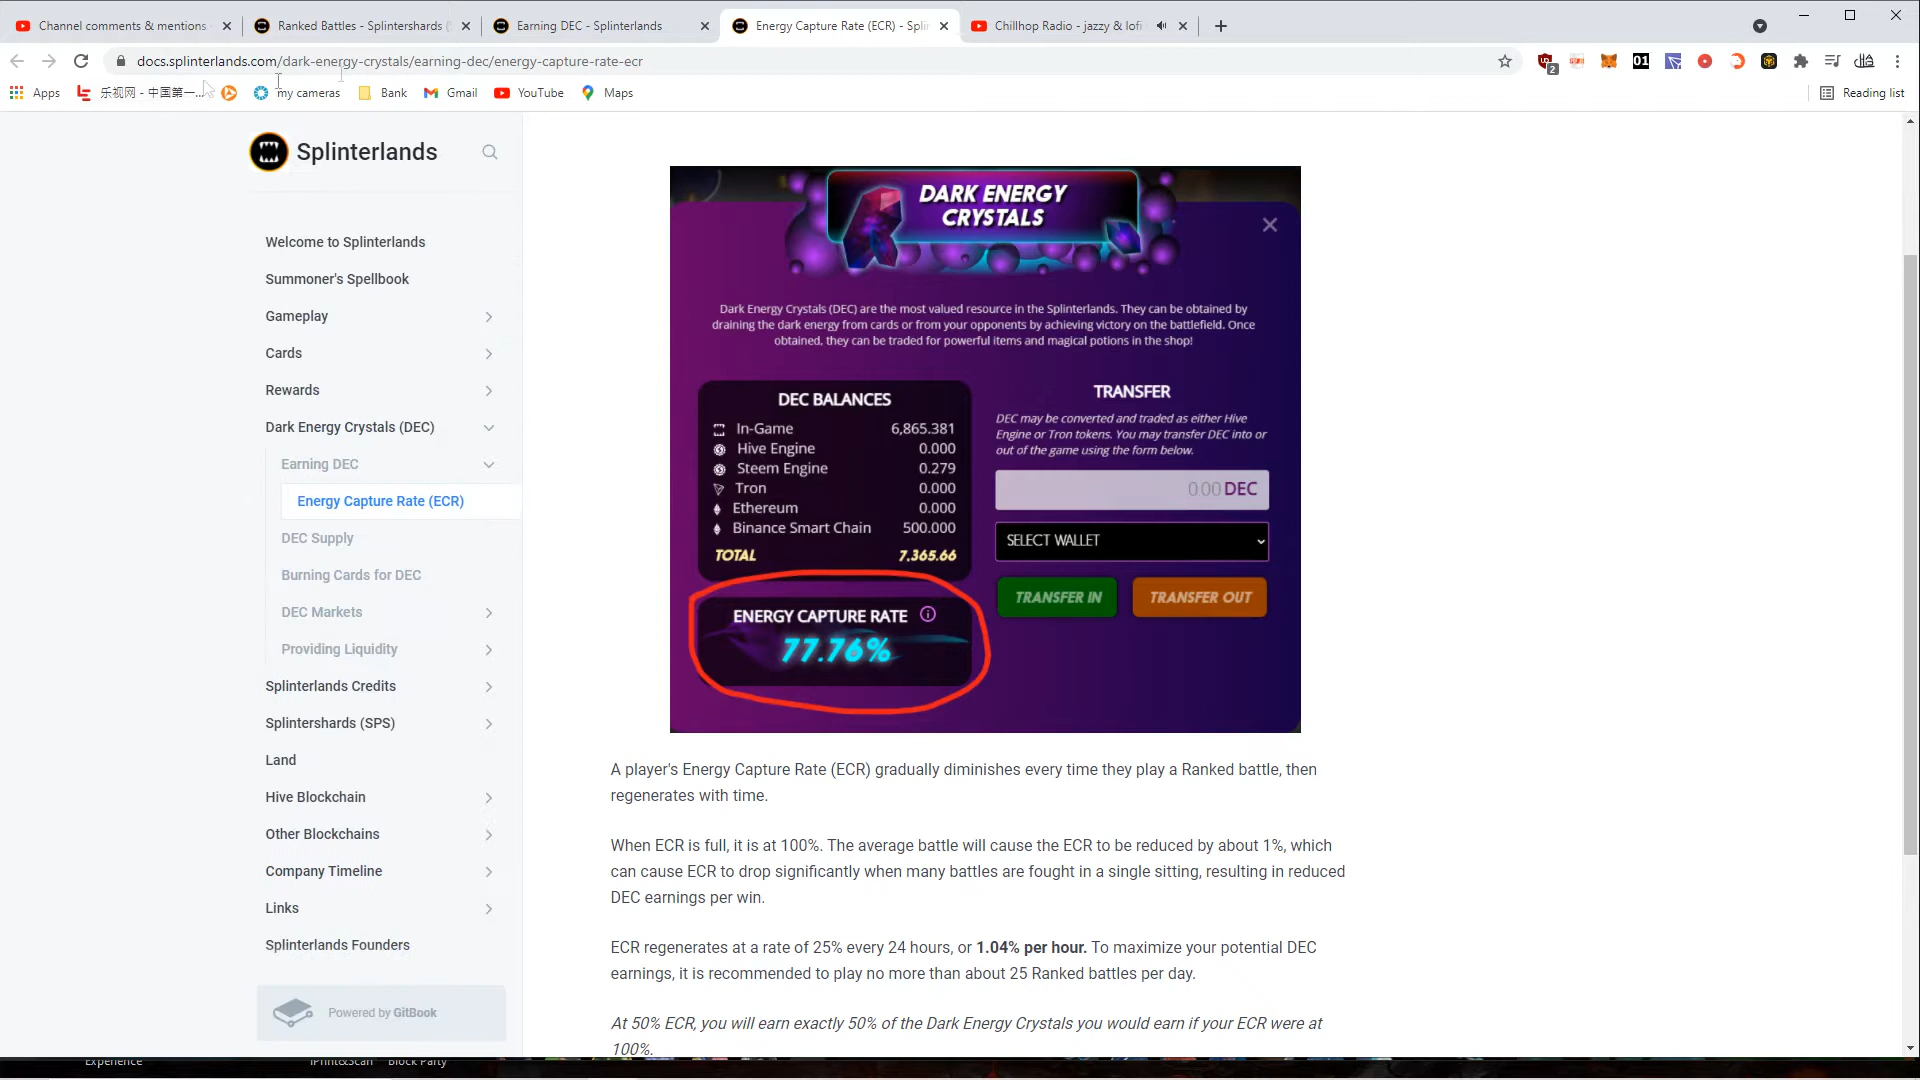 Channel comments & mentions
Ranked Battles - Splintershards (
Earning DEC - Splinterlands
Energy Capture Rate (ECR) - Splin
Chillhop Radio - jazzy & lofi
docs.splinterlands.com/dark-energy-crystals/earning-dec/energy-capture-rate-ecr
2
01
Apps
乐视网 - 中国第一...
my cameras
Bank
Gmail
YouTube
Maps
Reading list
Splinterlands
Welcome to Splinterlands
Summoner's Spellbook
Gameplay
Cards
Rewards
Dark Energy Crystals (DEC)
Earning DEC
Energy Capture Rate (ECR)
DEC Supply
Burning Cards for DEC
DEC Markets
Providing Liquidity
Splinterlands Credits
Splintershards (SPS)
Land
Hive Blockchain
Other Blockchains
Company Timeline
Links
Splinterlands Founders
Powered by GitBook
DARK ENERGY
CRYSTALS
Dark Energy Crystals (DEC) are the most valued resource in the Splinterlands. They can be obtained by
draining the dark energy from cards or from your opponents by achieving victory on the battlefield. Once
obtained, they can be traded for powerful items and magical potions in the shop!
DEC BALANCES
In-Game 6,865.381
Hive Engine 0.000
Steem Engine 0.279
Tron 0.000
Ethereum 0.000
Binance Smart Chain 500.000
TOTAL 7,365.66
ENERGY CAPTURE RATE
77.76%
TRANSFER
DEC may be converted and traded as either Hive
Engine or Tron tokens. You may transfer DEC into or
out of the game using the form below.
0.00 DEC
SELECT WALLET
TRANSFER IN
TRANSFER OUT
A player's Energy Capture Rate (ECR) gradually diminishes every time they play a Ranked battle, then
regenerates with time.
When ECR is full, it is at 100%. The average battle will cause the ECR to be reduced by about 1%, which
can cause ECR to drop significantly when many battles are fought in a single sitting, resulting in reduced
DEC earnings per win.
ECR regenerates at a rate of 25% every 24 hours, or 1.04% per hour. To maximize your potential DEC
earnings, it is recommended to play no more than about 25 Ranked battles per day.
At 50% ECR, you will earn exactly 50% of the Dark Energy Crystals you would earn if your ECR were at
100%.
Experience
iPrint&Scan
Block Party